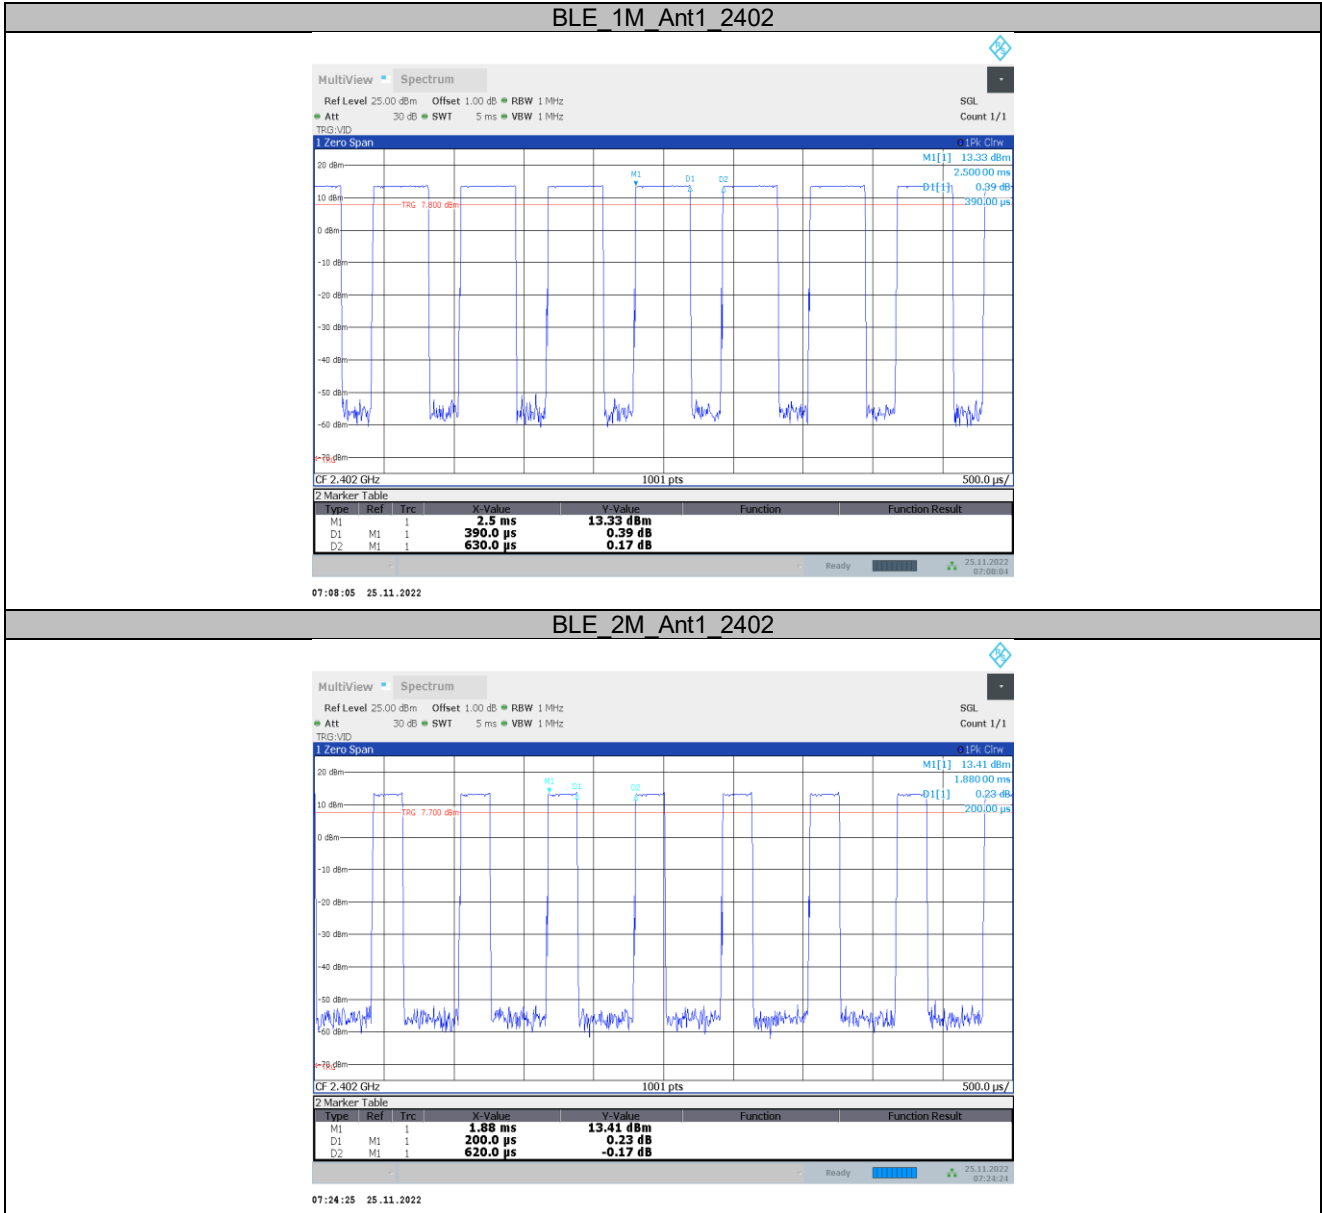 BLE_1M_Ant1_2402
MultiView Spectrum
Ref Level 25.00 dBm Offset 1.00 dB RBW 1 MHz SGL
Att 30 dB SWT 5 ms VBW 1 MHz Count 1/1
TRG:VID
1 Zero Span 1Pk Clrw
M1[1] 13.33 dBm
2.500 00 ms
D1[1] 0.39 dB
390.00 µs
20 dBm
M1 D1 D2
10 dBm
TRG 7.800 dBm
0 dBm
-10 dBm
-20 dBm
-30 dBm
-40 dBm
-50 dBm
-60 dBm
-70 dBm
TRG
CF 2.402 GHz 1001 pts 500.0 µs/
2 Marker Table
Type Ref Trc X-Value Y-Value Function Function Result
M1 1 2.5 ms 13.33 dBm
D1 M1 1 390.0 µs 0.39 dB
D2 M1 1 630.0 µs 0.17 dB
Ready 25.11.2022
07:08:04
07:08:05 25.11.2022
BLE_2M_Ant1_2402
MultiView Spectrum
Ref Level 25.00 dBm Offset 1.00 dB RBW 1 MHz SGL
Att 30 dB SWT 5 ms VBW 1 MHz Count 1/1
TRG:VID
1 Zero Span 1Pk Clrw
M1[1] 13.41 dBm
1.880 00 ms
D1[1] 0.23 dB
200.00 µs
20 dBm
M1 D1 D2
10 dBm
TRG 7.700 dBm
0 dBm
-10 dBm
-20 dBm
-30 dBm
-40 dBm
-50 dBm
-60 dBm
-70 dBm
TRG
CF 2.402 GHz 1001 pts 500.0 µs/
2 Marker Table
Type Ref Trc X-Value Y-Value Function Function Result
M1 1 1.88 ms 13.41 dBm
D1 M1 1 200.0 µs 0.23 dB
D2 M1 1 620.0 µs -0.17 dB
Ready 25.11.2022
07:24:24
07:24:25 25.11.2022